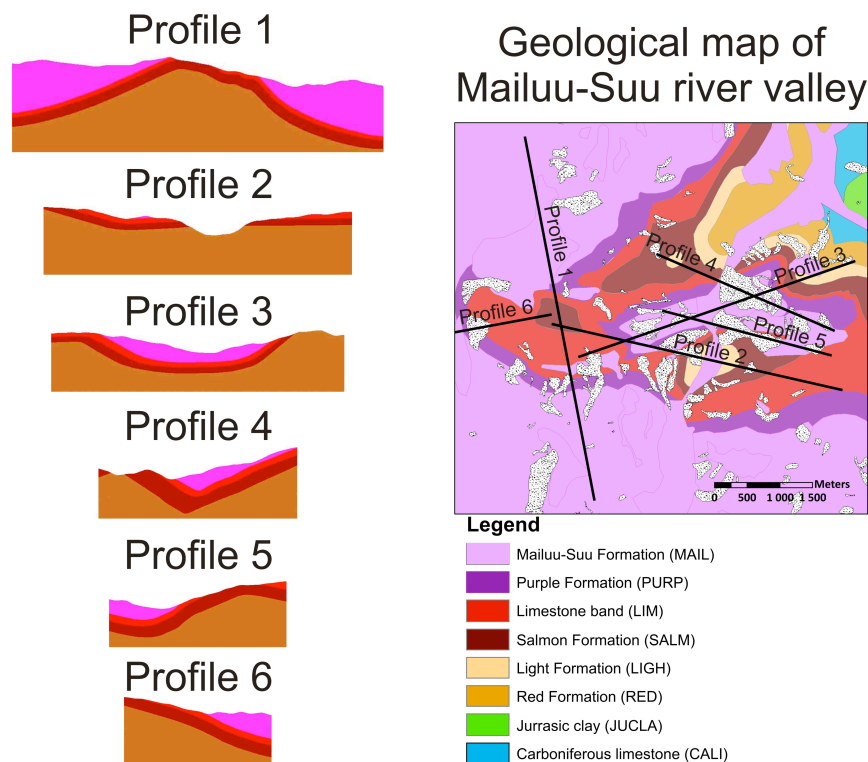 Profile 1
Profile 2
Profile 3
Profile 4
Profile 5
Profile 6
Geological map of
Mailuu-Suu river valley
Profile 1
Profile 4
Profile 3
Profile 6
Profile 5
Profile 2
Meters
0 500 1 000 1 500
Legend
Mailuu-Suu Formation (MAIL)
Purple Formation (PURP)
Limestone band (LIM)
Salmon Formation (SALM)
Light Formation (LIGH)
Red Formation (RED)
Jurrasic clay (JUCLA)
Carboniferous limestone (CALI)